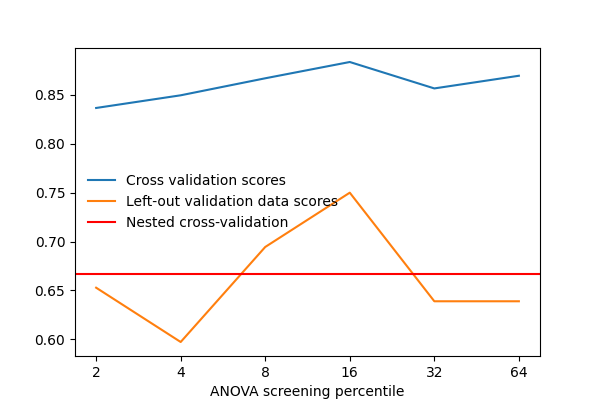 0.85
0.80
0.75
0.70
0.65
0.60
Cross validation scores
Left-out validation data scores
Nested cross-validation
2 4 8 16 32 64
ANOVA screening percentile